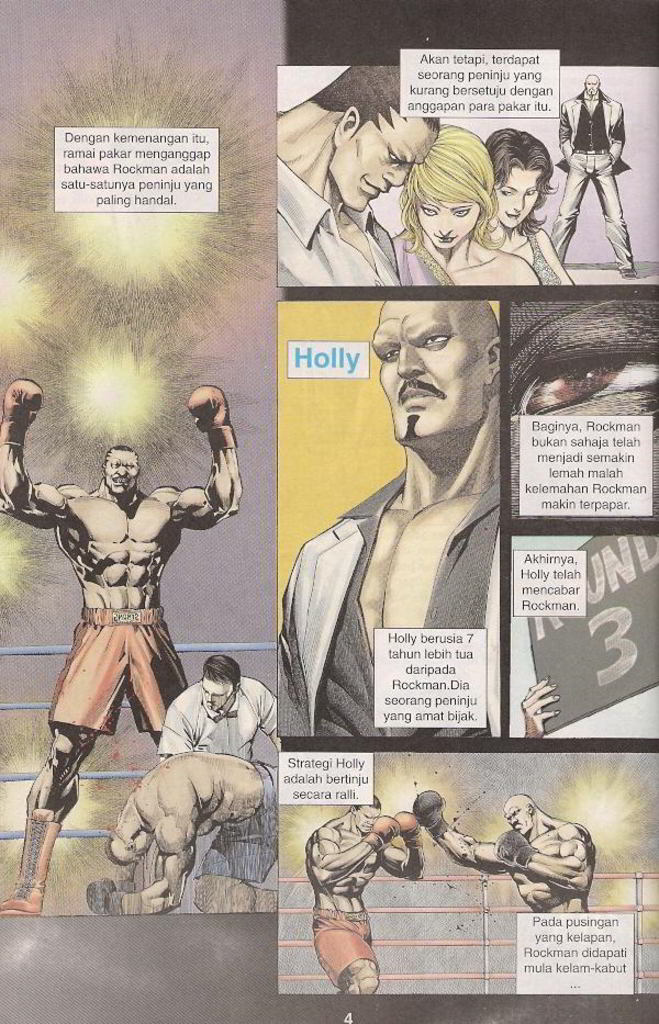 Dengan kemenangan itu,
ramai pakar menganggap
bahawa Rockman adalah
satu-satunya peninju yang
paling handal.
Akan tetapi, terdapat
seorang peninju yang
kurang bersetuju dengan
anggapan para pakar itu.
Holly
Holly berusia 7
tahun lebih tua
daripada
Rockman.Dia
seorang peninju
yang amat bijak.
Baginya, Rockman
bukan sahaja telah
menjadi semakin
lemah malah
kelemahan Rockman
makin terpapar.
Akhirnya,
Holly telah
mencabar
Rockman.
ROUND
3
Strategi Holly
adalah bertinju
secara ralli.
Pada pusingan
yang kelapan,
Rockman didapati
mula kelam-kabut
...
4